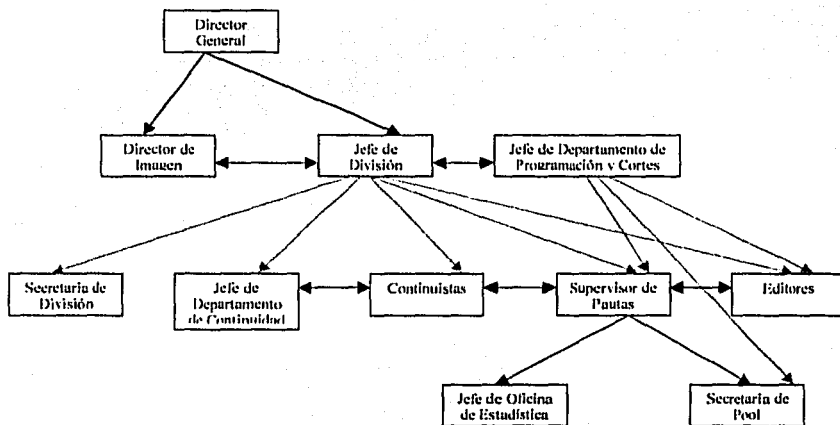 Director
General
Director de
Imagen
Jefe de
División
Jefe de Departamento de
Programación y Cortes
Secretaria de
División
Jefe de
Departamento
de Continuidad
Continuistas
Supervisor de
Pautas
Editores
Jefe de Oficina
de Estadística
Secretaria de
Pool